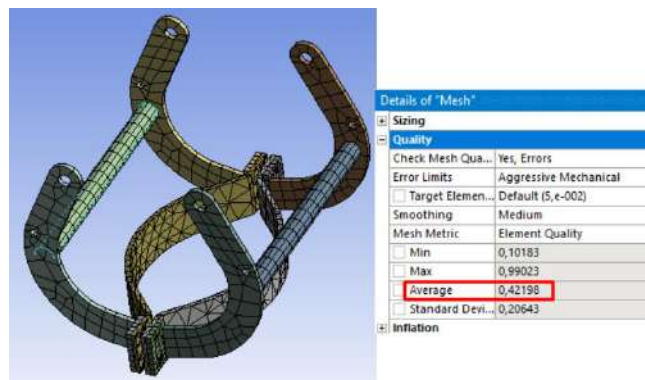 Details of "Mesh"
Sizing
Quality
Check Mesh Qua... Yes, Errors
Error Limits Aggressive Mechanical
Target Elemen... Default (5,e-002)
Smoothing Medium
Mesh Metric Element Quality
Min 0,10183
Max 0,99023
Average 0,42198
Standard Devi... 0,20643
Inflation